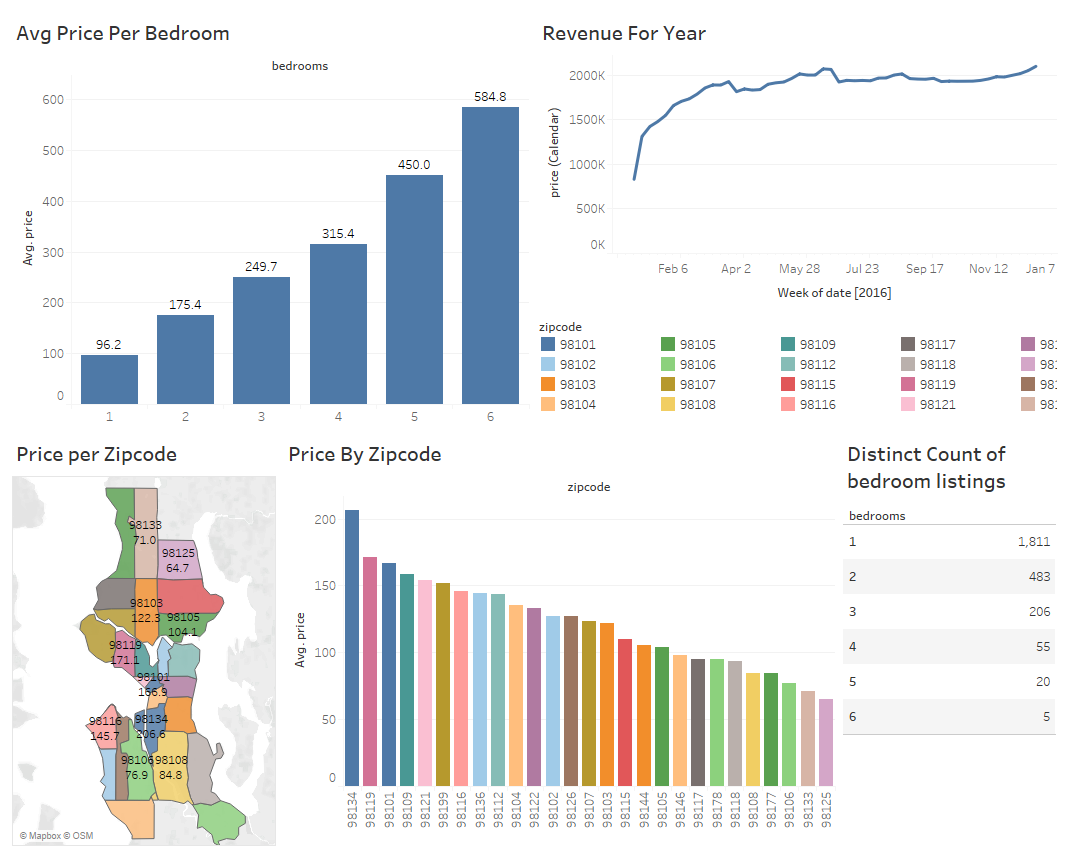 Avg Price Per Bedroom
bedrooms
Avg. price
600
500
400
300
200
100
0
96.2
175.4
249.7
315.4
450.0
584.8
1 2 3 4 5 6
Revenue For Year
price (Calendar)
2000K
1500K
1000K
500K
0K
Feb 6 Apr 2 May 28 Jul 23 Sep 17 Nov 12 Jan 7
Week of date [2016]
zipcode
98101 98105 98109 98117 981
98102 98106 98112 98118 981
98103 98107 98115 98119 981
98104 98108 98116 98121 981
Price per Zipcode
98133
71.0
98125
64.7
98103
122.3
98105
104.1
98119
171.1
98101
166.9
98116
145.7
98134
206.6
98106
76.9
98108
84.8
© Mapbox © OSM
Price By Zipcode
zipcode
Avg. price
200
150
100
50
0
98134 98119 98101 98109 98121 98199 98116 98136 98112 98104 98122 98102 98126 98107 98103 98115 98144 98105 98146 98117 98178 98118 98108 98177 98106 98133 98125
Distinct Count of
bedroom listings
bedrooms
1 1,811
2 483
3 206
4 55
5 20
6 5